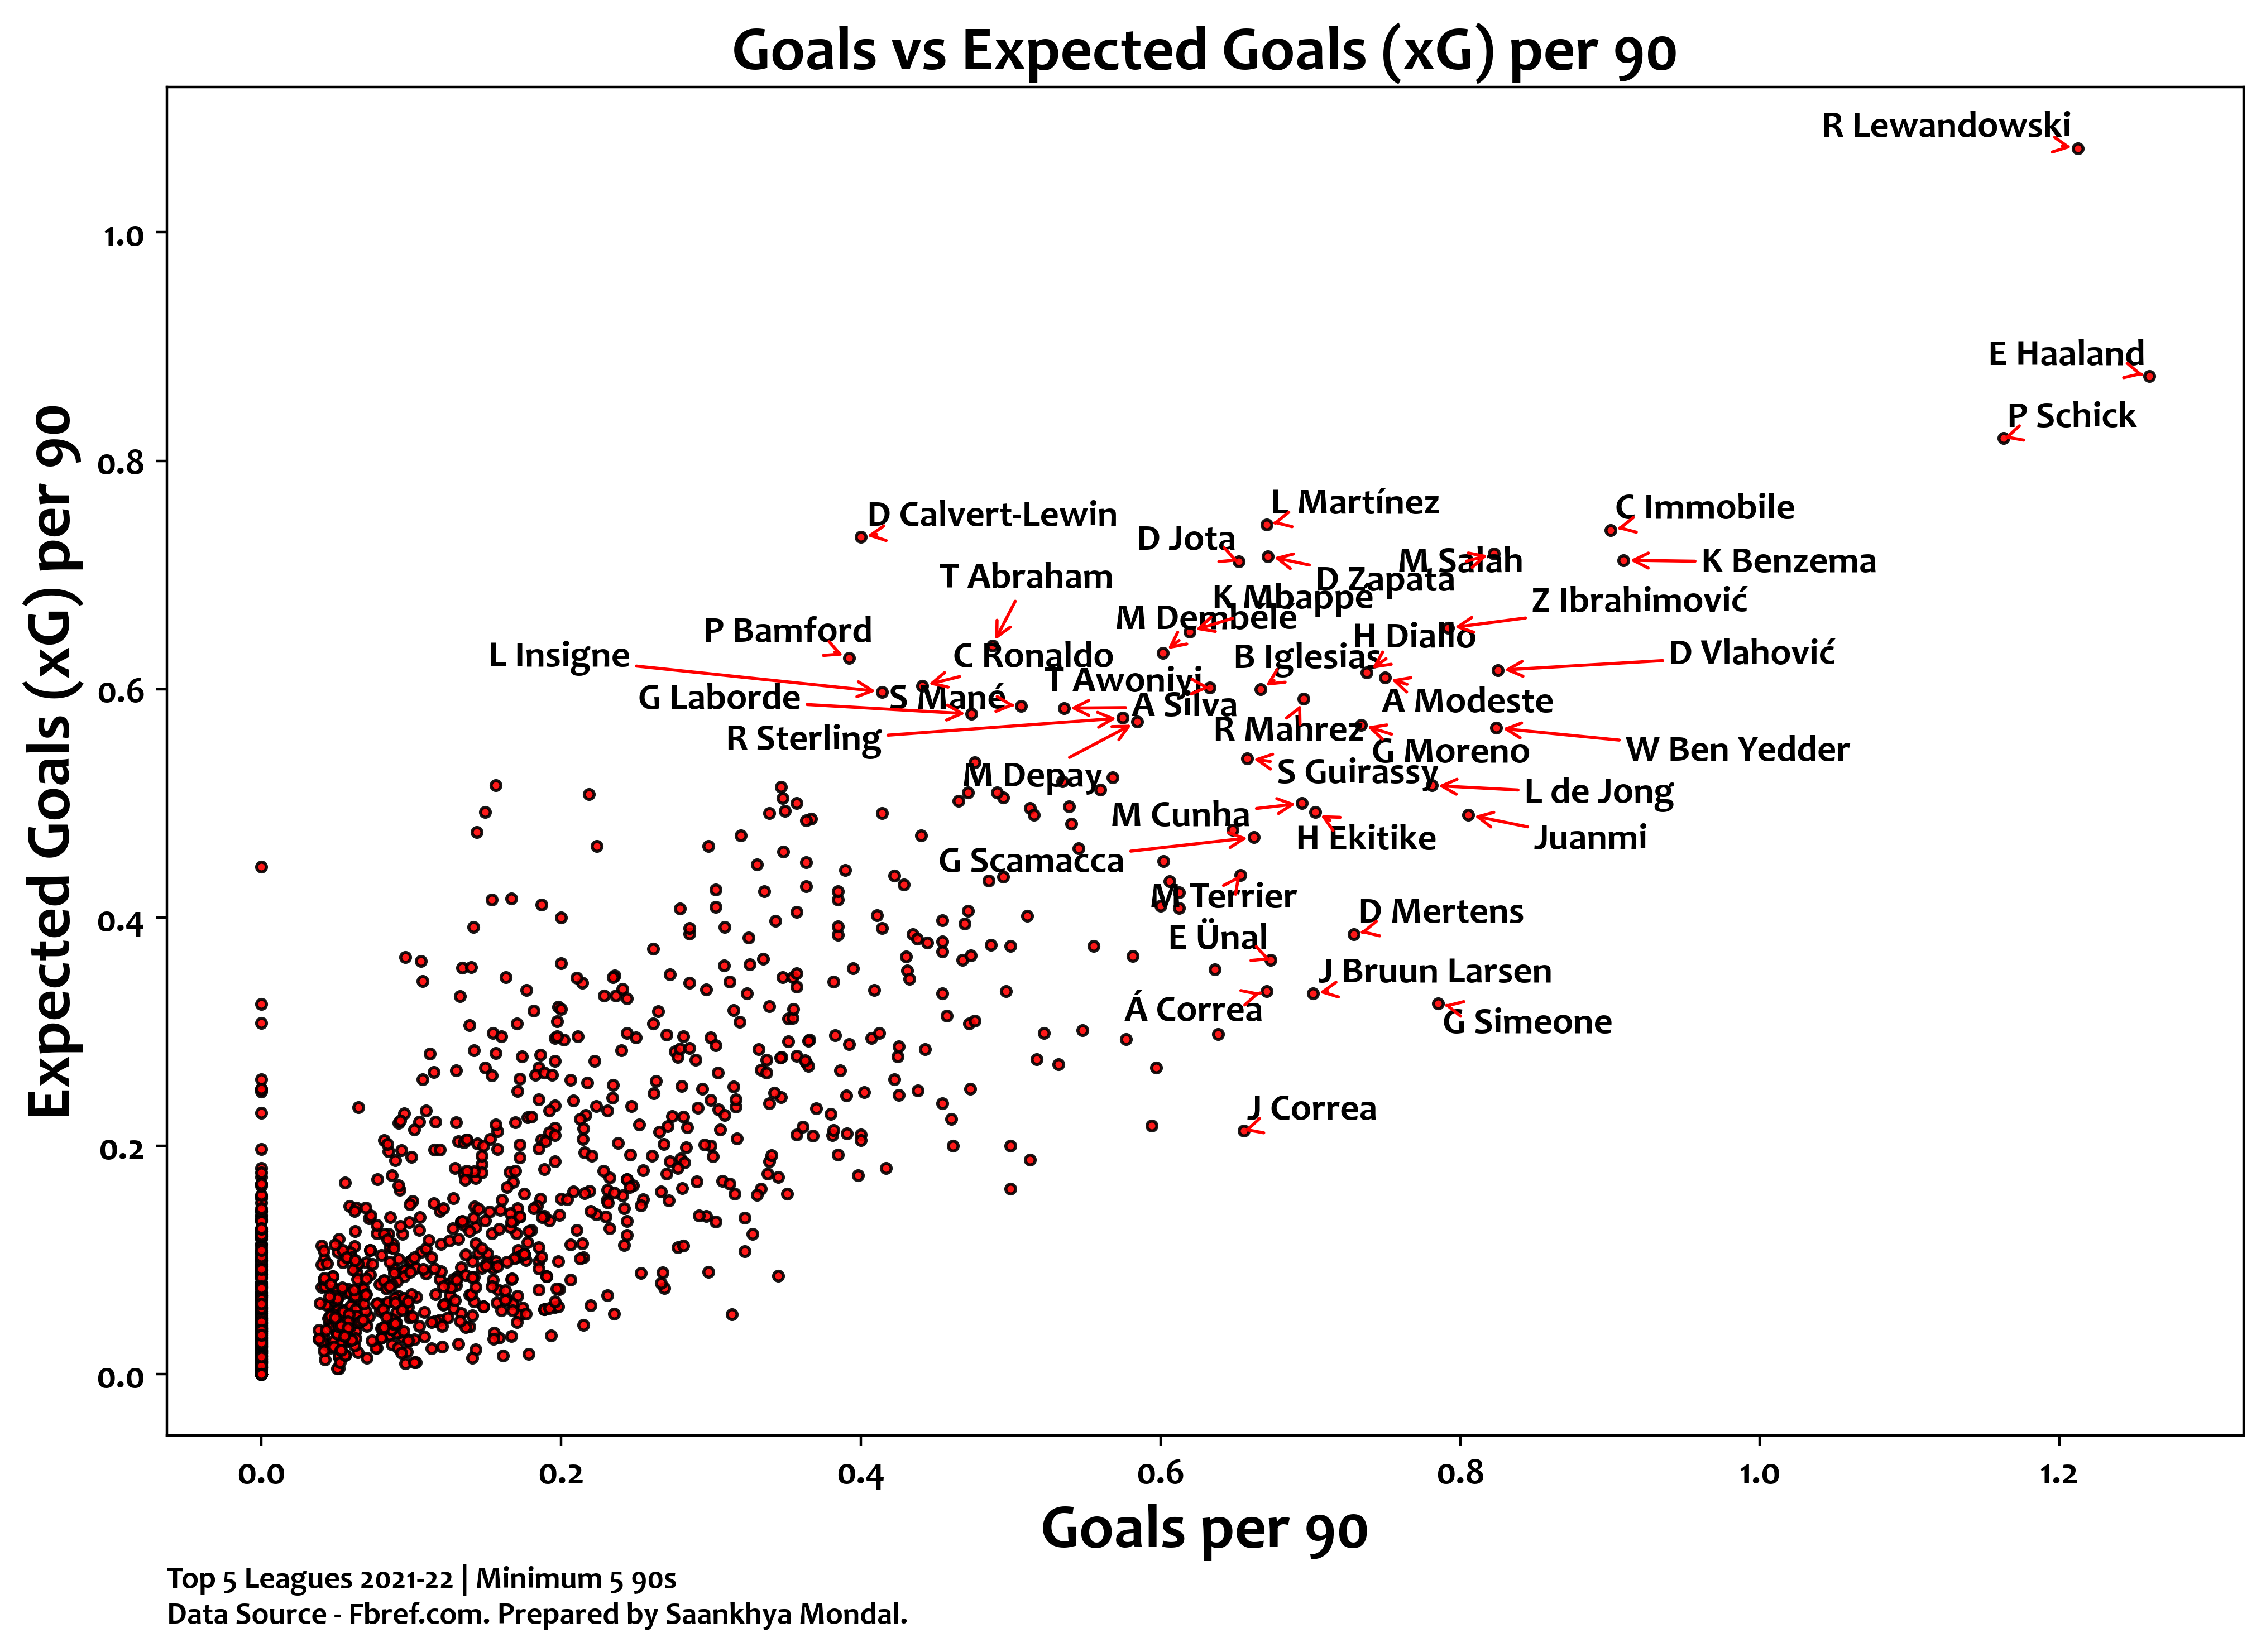 Goals vs Expected Goals (xG) per 90
R Lewandowski
1.0
E Haaland
P Schick
0.8
L Martínez
C Immobile
D Calvert-Lewin
D Jota
M Salah
K Benzema
T Abraham
D Zapata
K Mbappé
Z Ibrahimović
M Dembélé
P Bamford
H Diallo
D Vlahović
L Insigne
C Ronaldo
B Iglesias
T Awoniyi
0.6
G Laborde
S Mané
A Silva
A Modeste
R Sterling
R Mahrez
G Moreno
W Ben Yedder
M Depay
S Guirassy
L de Jong
M Cunha
H Ekitike
Juanmi
G Scamacca
M Terrier
0.4
D Mertens
E Ünal
J Bruun Larsen
Á Correa
G Simeone
J Correa
0.2
0.0
Expected Goals (xG) per 90
0.0 0.2 0.4 0.6 0.8 1.0 1.2
Goals per 90
Top 5 Leagues 2021-22 | Minimum 5 90s
Data Source - Fbref.com. Prepared by Saankhya Mondal.